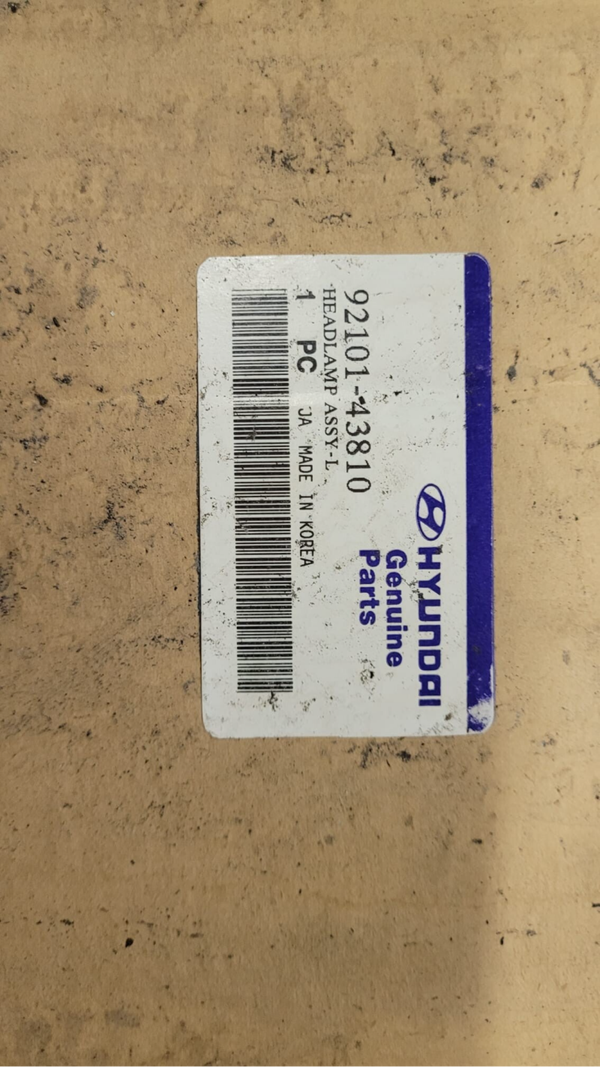 HYUNDAI
Genuine
Parts
92101-43810
HEADLAMP ASSY-L
1 PC JA MADE IN KOREA